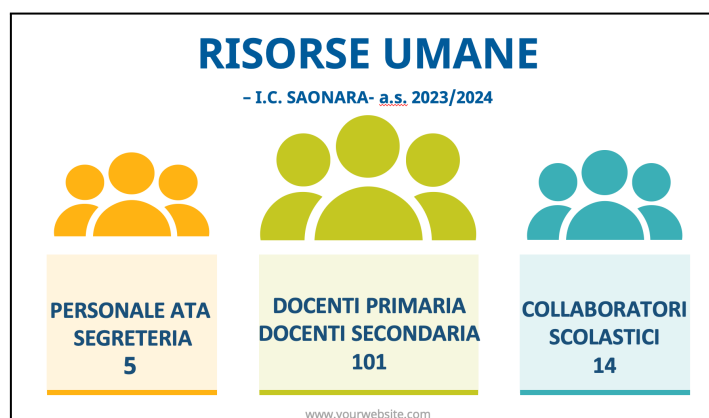 RISORSE UMANE
– I.C. SAONARA- a.s. 2023/2024
PERSONALE ATA
SEGRETERIA
5
DOCENTI PRIMARIA
DOCENTI SECONDARIA
101
COLLABORATORI
SCOLASTICI
14
www.yourwebsite.com